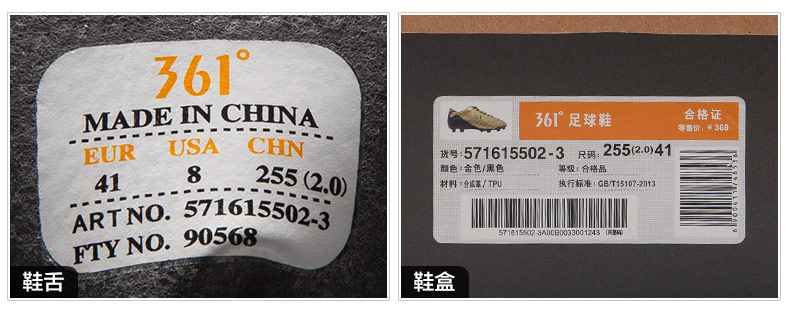 361°
MADE IN CHINA
EUR USA CHN
41 8 255 (2.0)
ART NO. 571615502-3
FTY NO. 90568
鞋舌
361° 足球鞋
合格证
零售价: ¥ 369
货号: 571615502-3 尺码: 255(2.0)41
颜色: 金色/黑色 等级: 合格品
材料: 合成革/TPU 执行标准: GB/T15107-2013
571615502-3A00B0033001243
鞋盒